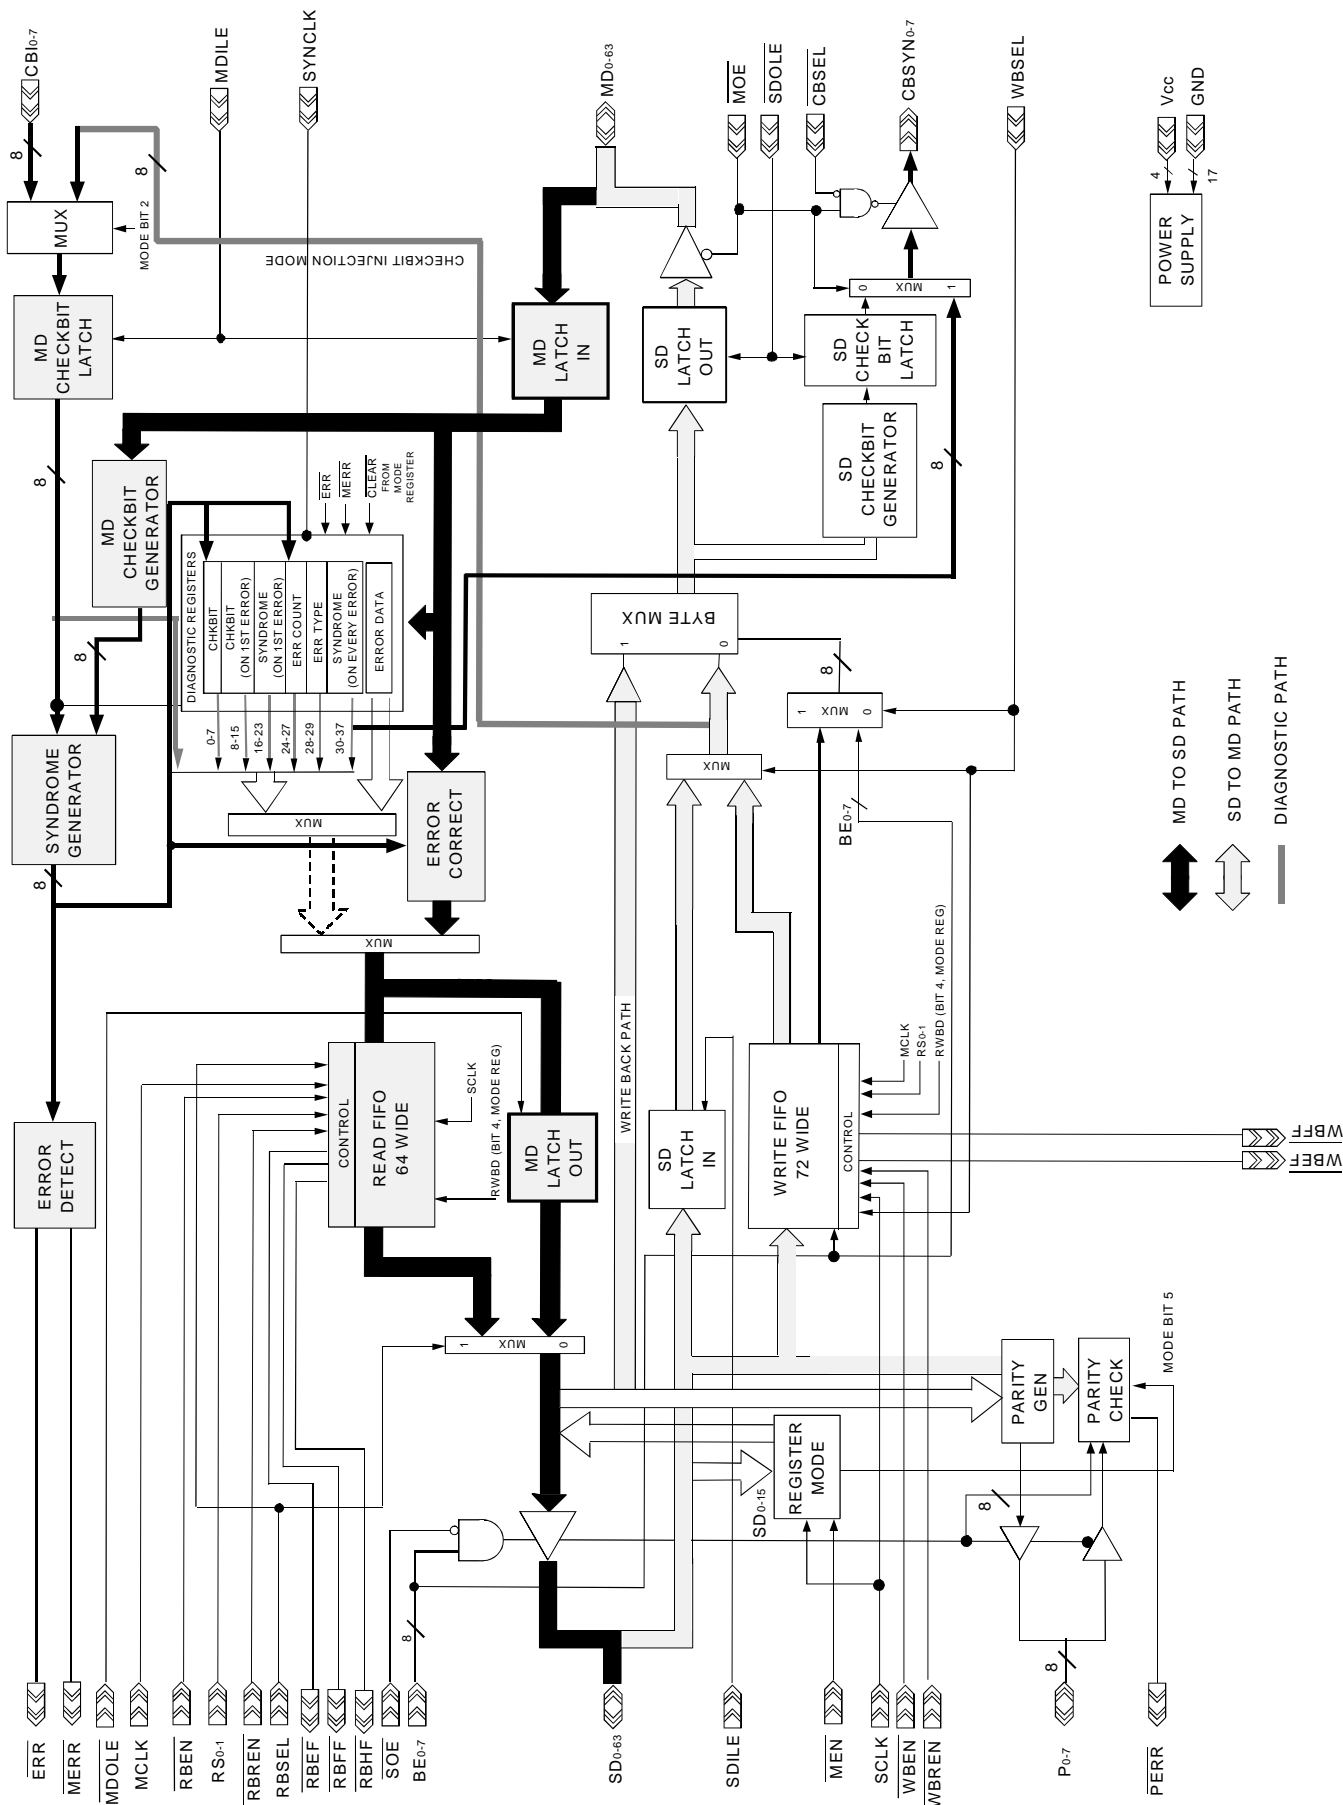 CBI0-7
MDILE
SYNCLK
MD0-63
MOE
SDOLE
CBSEL
CBSYN0-7
WBSEL
Vcc
GND
4
17
POWER
SUPPLY
8
8
MUX
MODE BIT 2
CHECKBIT INJECTION MODE
MD
CHECKBIT
LATCH
MD
LATCH
IN
SD
LATCH
OUT
SD
CHECK
BIT
LATCH
0
MUX
1
SD
CHECKBIT
GENERATOR
8
8
MD
CHECKBIT
GENERATOR
8
ERR
MERR
CLEAR
FROM
MODE
REGISTER
DIAGNOSTIC REGISTERS
CHKBIT
CHKBIT
(ON 1ST ERROR)
SYNDROME
(ON 1ST ERROR)
ERR COUNT
ERR TYPE
SYNDROME
(ON EVERY ERROR)
ERROR DATA
0-7
8-15
16-23
24-27
28-29
30-37
BYTE MUX
1
0
8
1
MUX
0
MUX
BE0-7
SYNDROME
GENERATOR
8
MUX
ERROR
CORRECT
MUX
MD TO SD PATH
SD TO MD PATH
DIAGNOSTIC PATH
ERROR
DETECT
CONTROL
READ FIFO
64 WIDE
SCLK
RWBD (BIT 4, MODE REG)
MD
LATCH
OUT
WRITE BACK PATH
SD
LATCH
IN
WRITE FIFO
72 WIDE
CONTROL
MCLK
RS0-1
RWBD (BIT 4, MODE REG)
WBFF
WBEF
1
MUX
0
SD0-15
REGISTER
MODE
PARITY
GEN
PARITY
CHECK
MODE BIT 5
8
8
8
ERR
MERR
MDOLE
MCLK
RBEN
RS0-1
RBREN
RBSEL
RBEF
RBFF
RBHF
SOE
BE0-7
SD0-63
SDILE
MEN
SCLK
WBEN
WBREN
P0-7
PERR